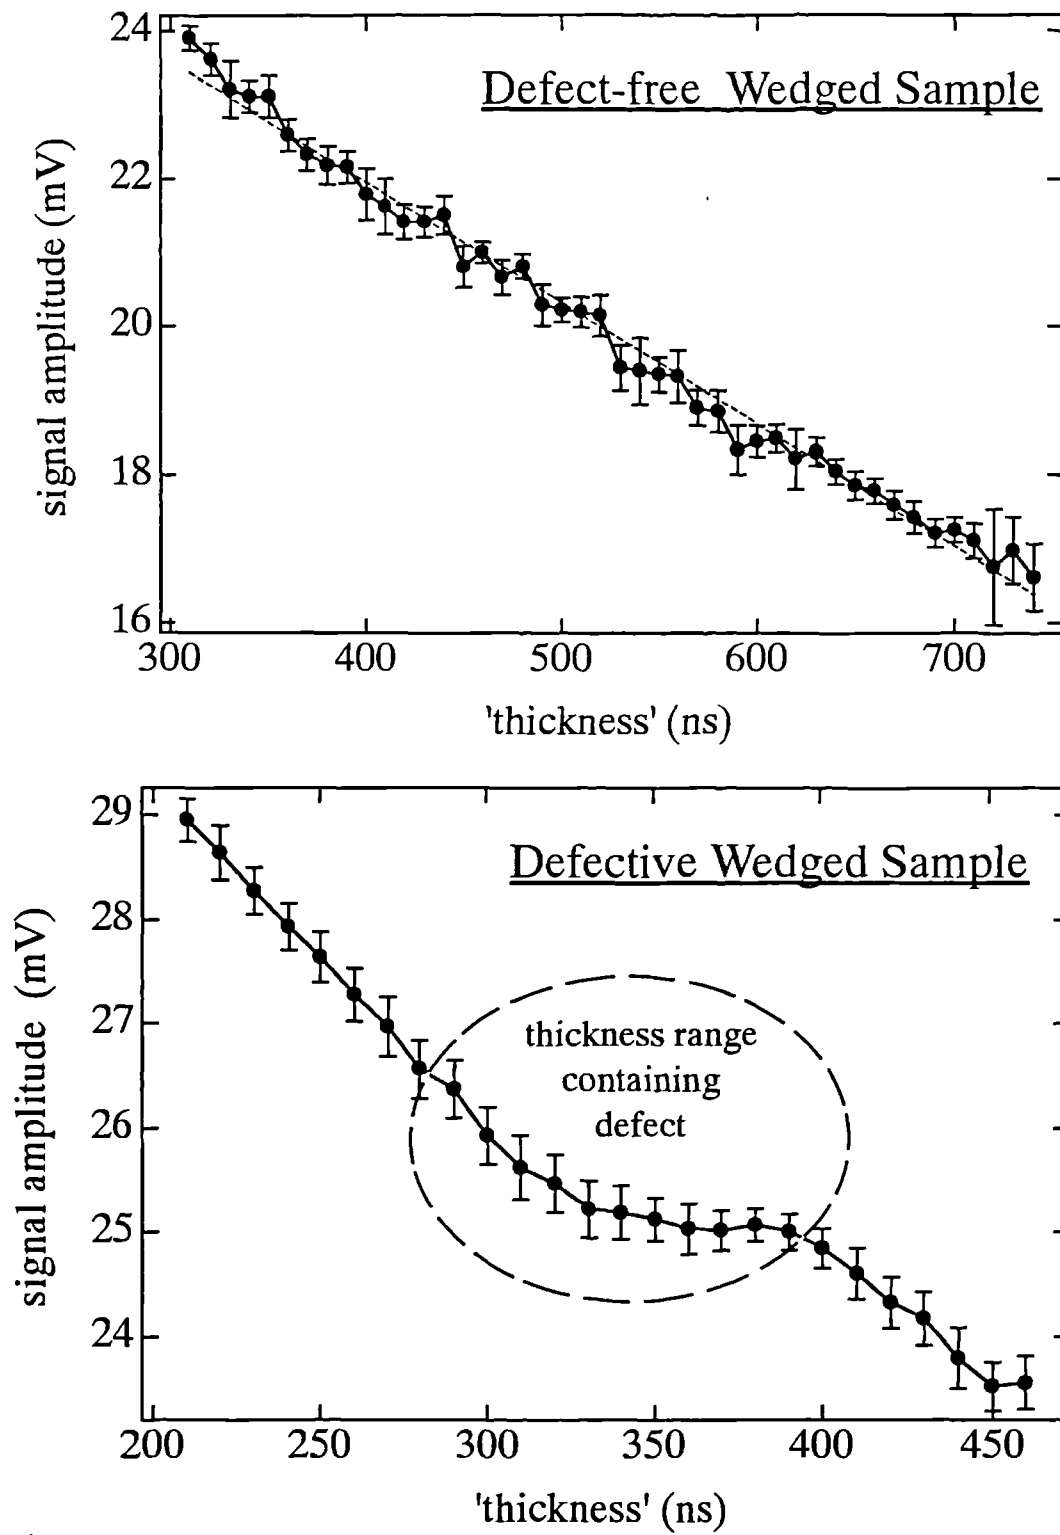 24
22
20
18
16
signal amplitude (mV)
Defect-free Wedged Sample
300 400 500 600 700
'thickness' (ns)
29
28
27
26
25
24
signal amplitude (mV)
Defective Wedged Sample
thickness range
containing
defect
200 250 300 350 400 450
'thickness' (ns)